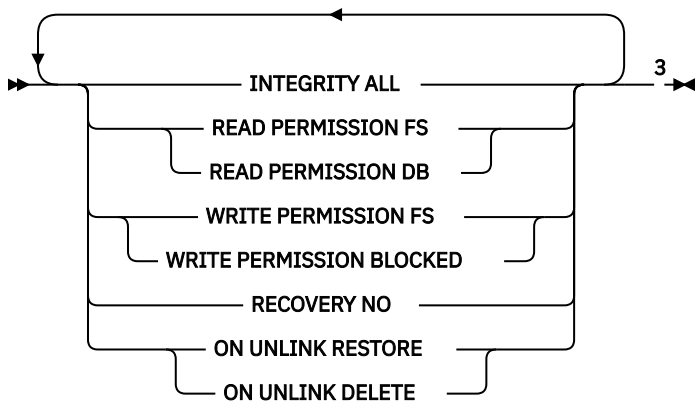 INTEGRITY ALL
3
READ PERMISSION FS
READ PERMISSION DB
WRITE PERMISSION FS
WRITE PERMISSION BLOCKED
RECOVERY NO
ON UNLINK RESTORE
ON UNLINK DELETE